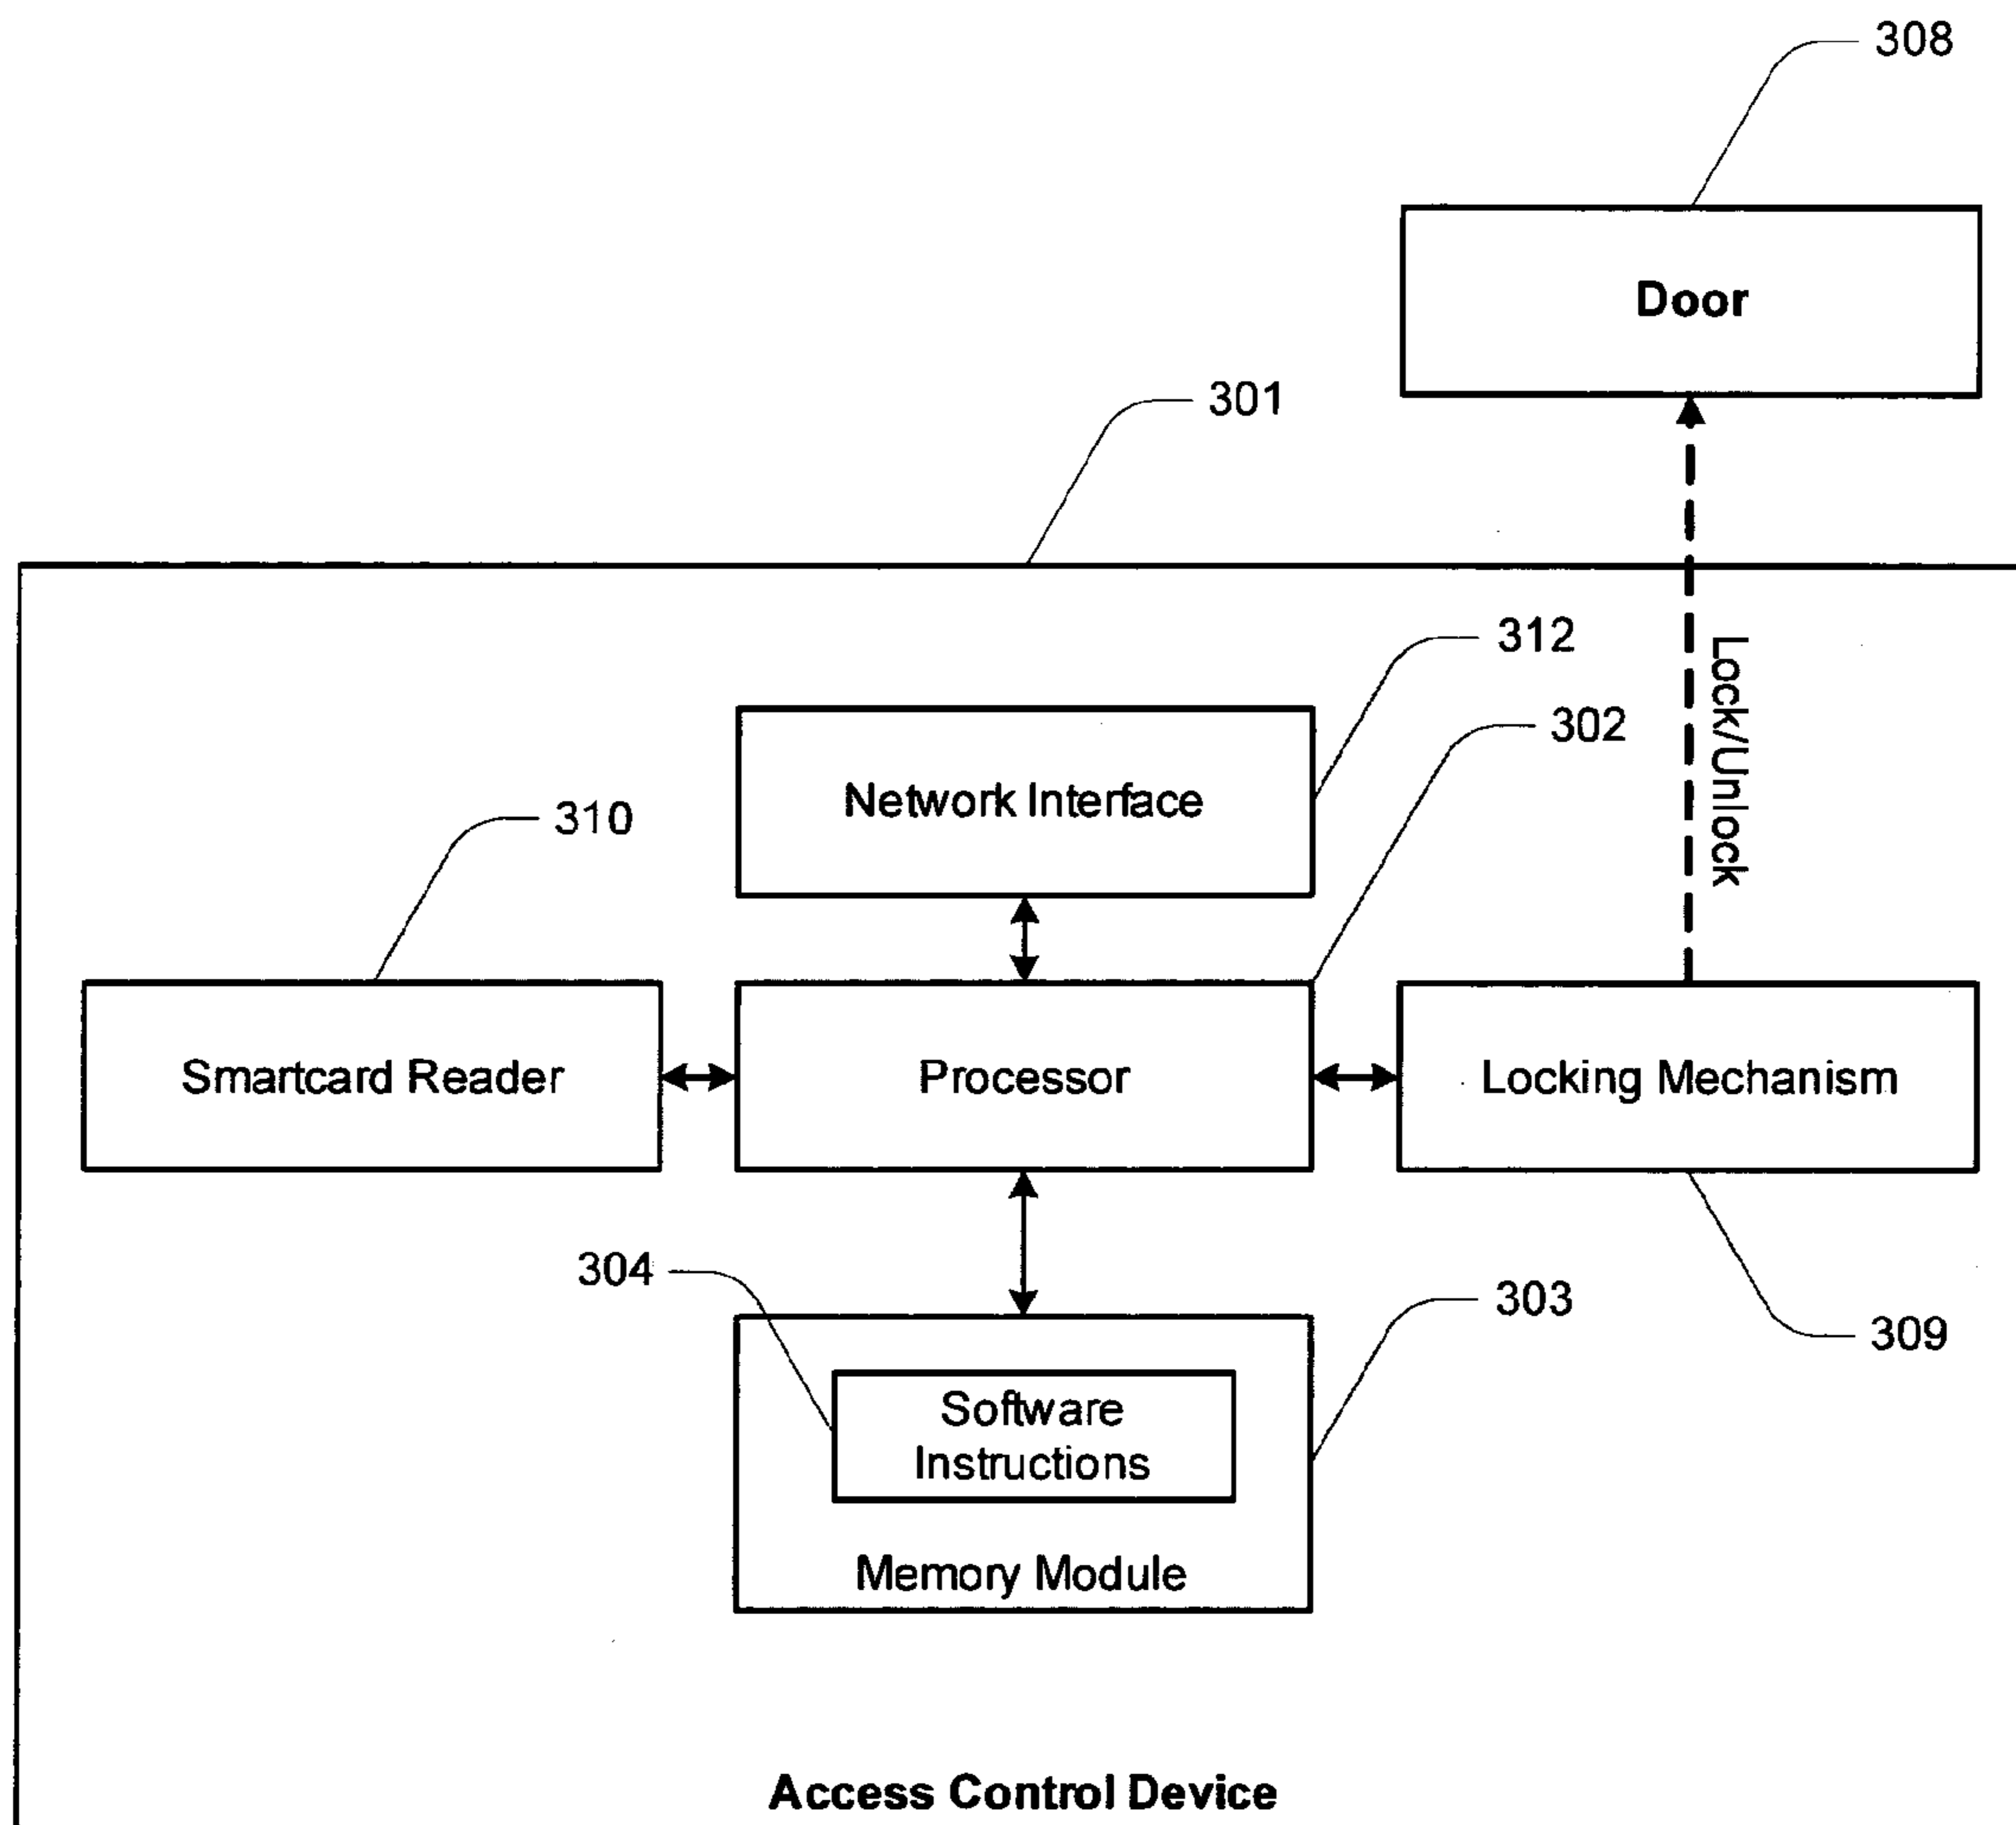 308
Door
301
312
302
Lock/Unlock
Network Interface
310
Smartcard Reader
Processor
Locking Mechanism
304
303
309
Software
Instructions
Memory Module
Access Control Device